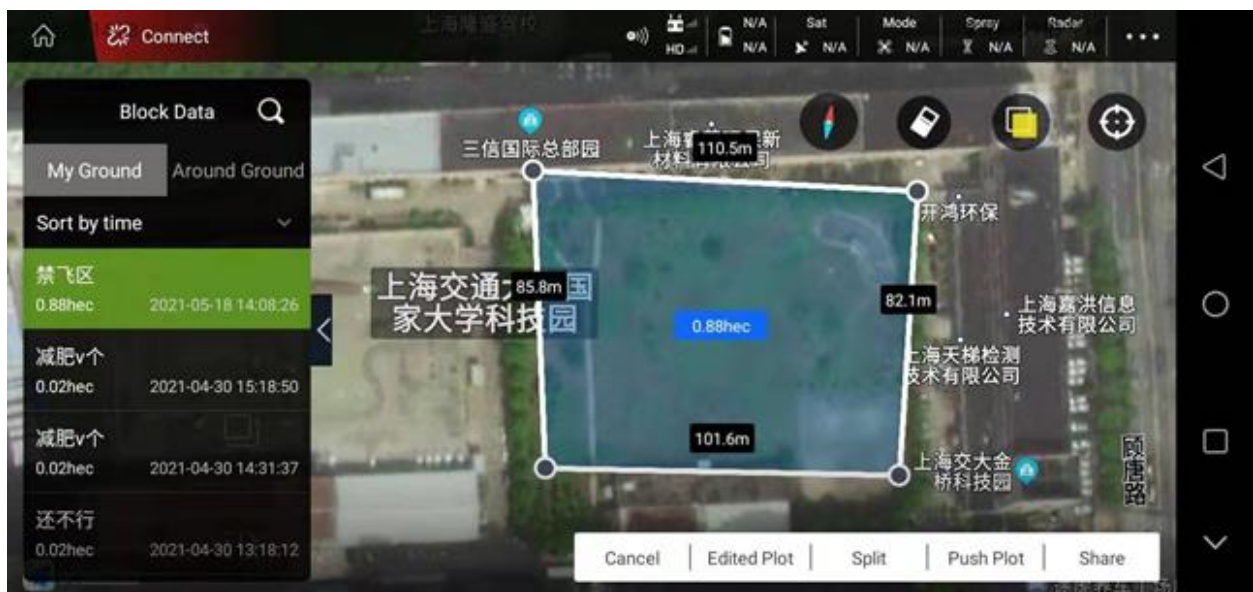 Connect
HD
N/A
N/A
Sat
N/A
Mode
N/A
Spray
N/A
Radar
N/A
Block Data
My Ground
Around Ground
Sort by time
禁飞区
0.88hec 2021-05-18 14:08:26
减肥v个
0.02hec 2021-04-30 15:18:50
减肥v个
0.02hec 2021-04-30 14:31:37
还不行
0.02hec 2021-04-30 13:18:12
三信国际总部园
110.5m
开鸿环保
85.8m
82.1m
0.88hec
101.6m
上海嘉洪信息
技术有限公司
上海天梯检测
技术有限公司
上海交大金
桥科技园
顾唐路
上海交通
家大学科技园
Cancel
Edited Plot
Split
Push Plot
Share